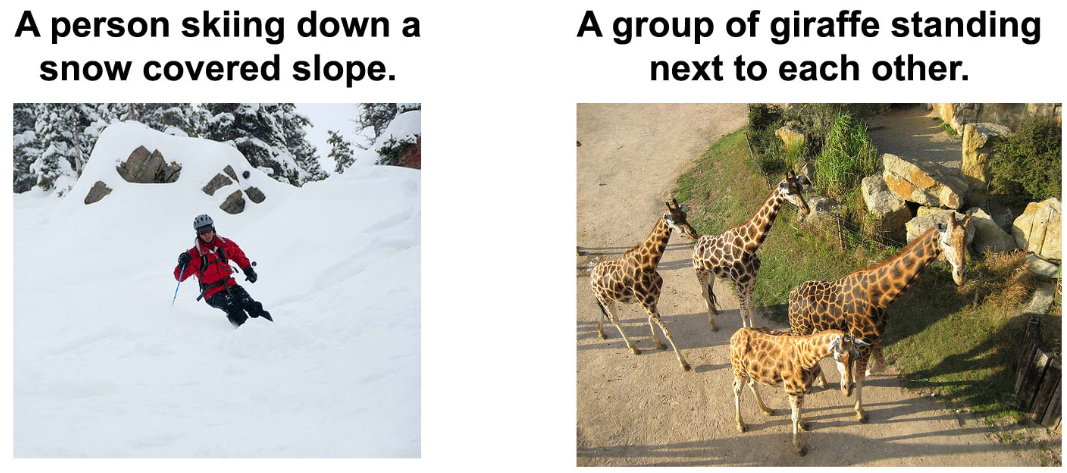 A person skiing down a
snow covered slope.
A group of giraffe standing
next to each other.